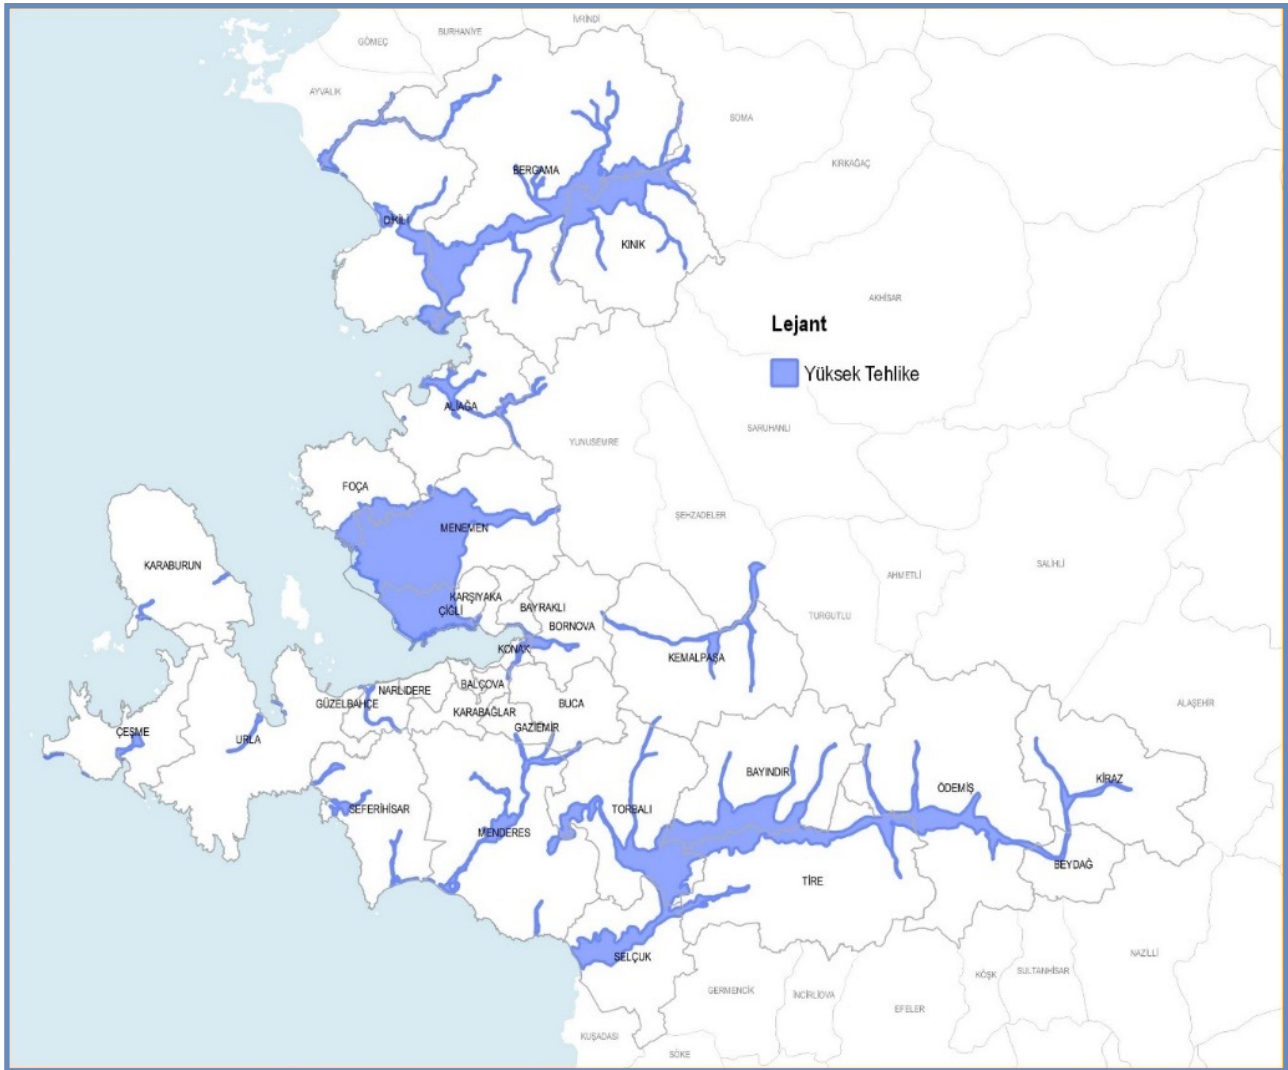 İVRİNDİ
BURHANİYE
GÖMEÇ
AYVALIK
SOMA
KIRKAĞAÇ
BERGAMA
DİKİLİ
KINIK
AKHİSAR
Lejant
Yüksek Tehlike
ALİAĞA
SARUHANLI
YUNUSEMRE
FOÇA
ŞEHZADELER
MENEMEN
KARABURUN
SALİHLİ
AHMETLİ
KARŞIYAKA
ÇİĞLİ
BAYRAKLI
TURGUTLU
BORNOVA
KONAK
KEMALPAŞA
BALÇOVA
NARLIDERE
GÜZELBAHÇE
BUCA
ALAŞEHİR
KARABAĞLAR
GAZİEMİR
ÇEŞME
URLA
BAYINDIR
KİRAZ
ÖDEMİŞ
SEFERİHİSAR
TORBALI
MENDERES
BEYDAĞ
TİRE
NAZİLLİ
SELÇUK
SULTANHİSAR
KÖŞK
GERMENCİK
İNCİRLİOVA
EFELER
KUŞADASI
SÖKE